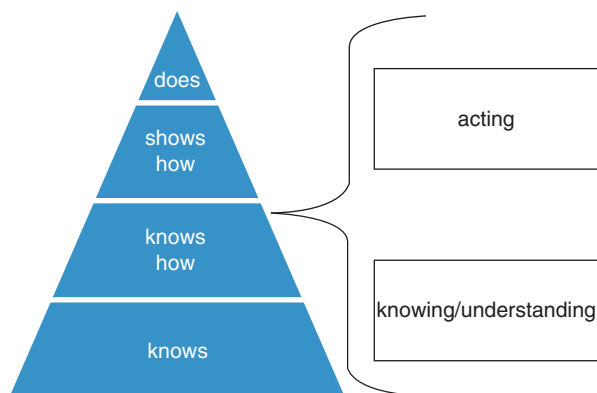 does
shows
how
knows
how
knows
acting
knowing/understanding